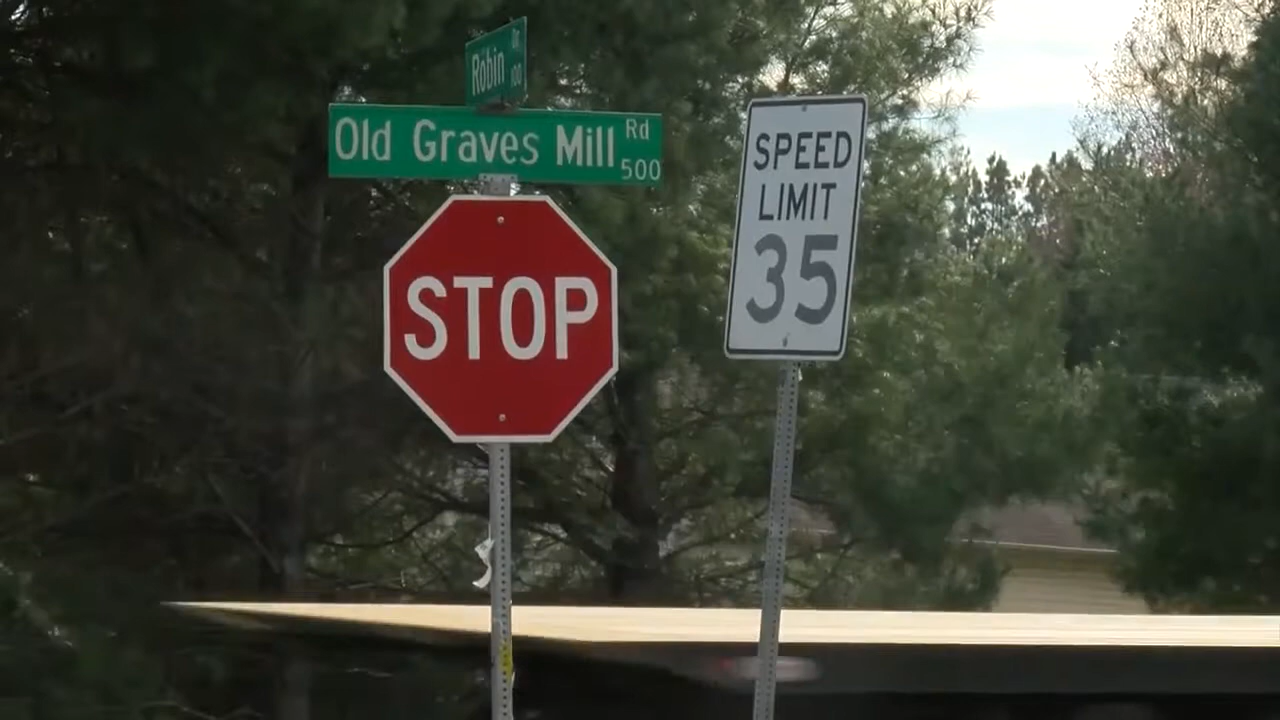 Robin Dr
100
Old Graves Mill Rd
500
STOP
SPEED
LIMIT
35